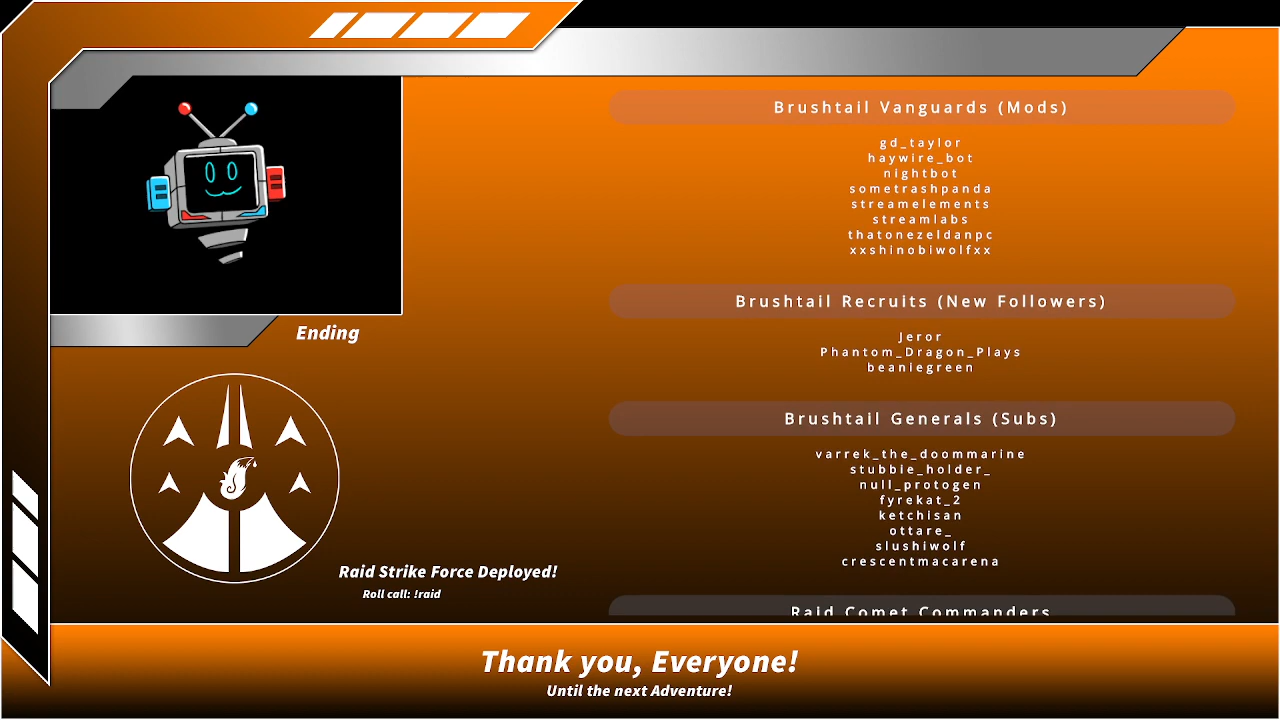 Brushtail Vanguards (Mods)
gd_taylor
haywire_bot
nightbot
sometrashpanda
streamelements
streamlabs
thatonezeldanpc
xxshinobiwolfxx
Brushtail Recruits (New Followers)
Jeror
Phantom_Dragon_Plays
beaniegreen
Brushtail Generals (Subs)
varrek_the_doommarine
stubbie_holder_
null_protogen
fyrekat_2
ketchisan
ottare_
slushiwolf
crescentmacarena
Raid Comet Commanders
Ending
Raid Strike Force Deployed!
Roll call: !raid
Thank you, Everyone!
Until the next Adventure!